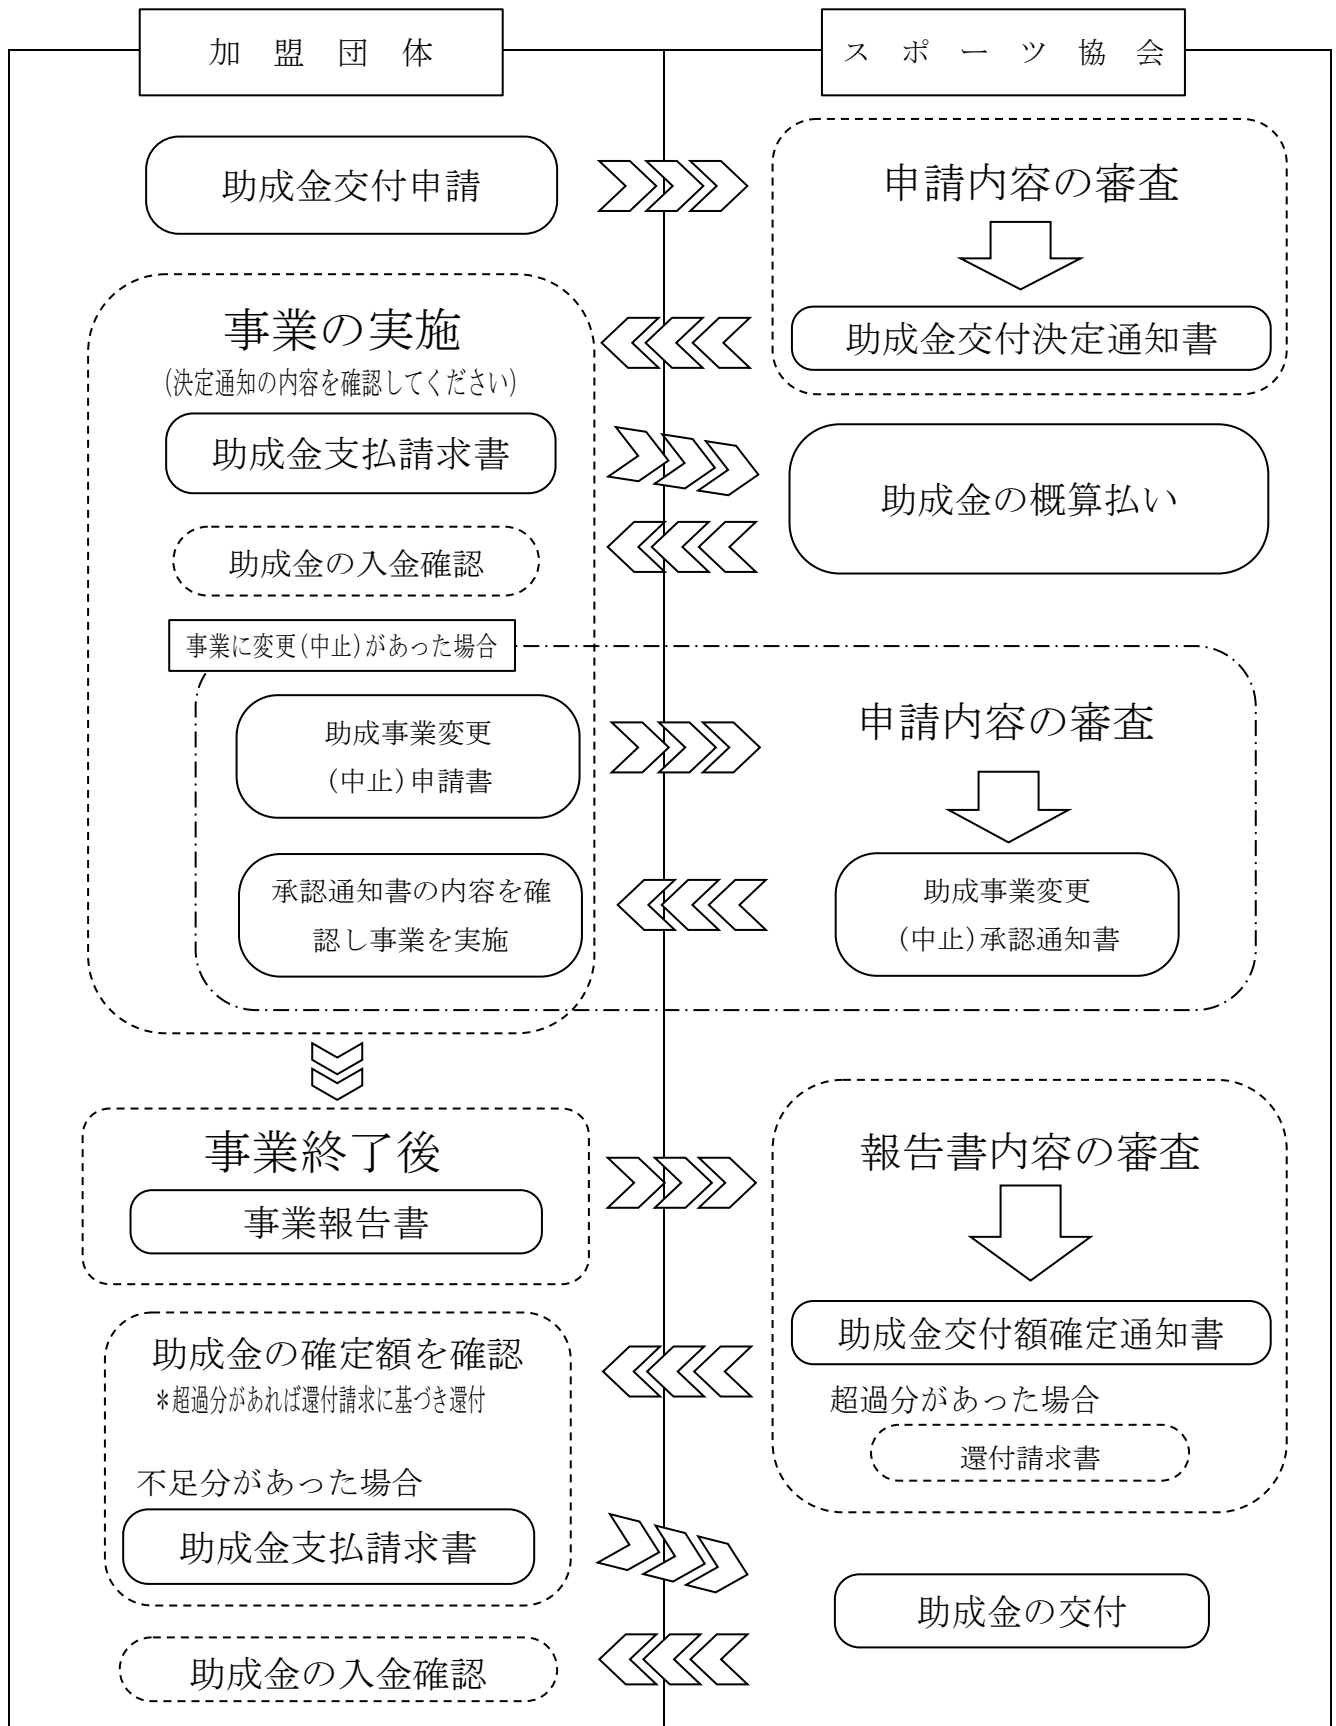 加盟団体
スポーツ協会
助成金交付申請
申請内容の審査
助成金交付決定通知書
事業の実施
(決定通知の内容を確認してください)
助成金支払請求書
助成金の概算払い
助成金の入金確認
事業に変更(中止)があった場合
助成事業変更
(中止)申請書
申請内容の審査
承認通知書の内容を確
認し事業を実施
助成事業変更
(中止)承認通知書
事業終了後
事業報告書
報告書内容の審査
助成金交付額確定通知書
超過分があった場合
還付請求書
助成金の確定額を確認
*超過分があれば還付請求に基づき還付
不足分があった場合
助成金支払請求書
助成金の交付
助成金の入金確認